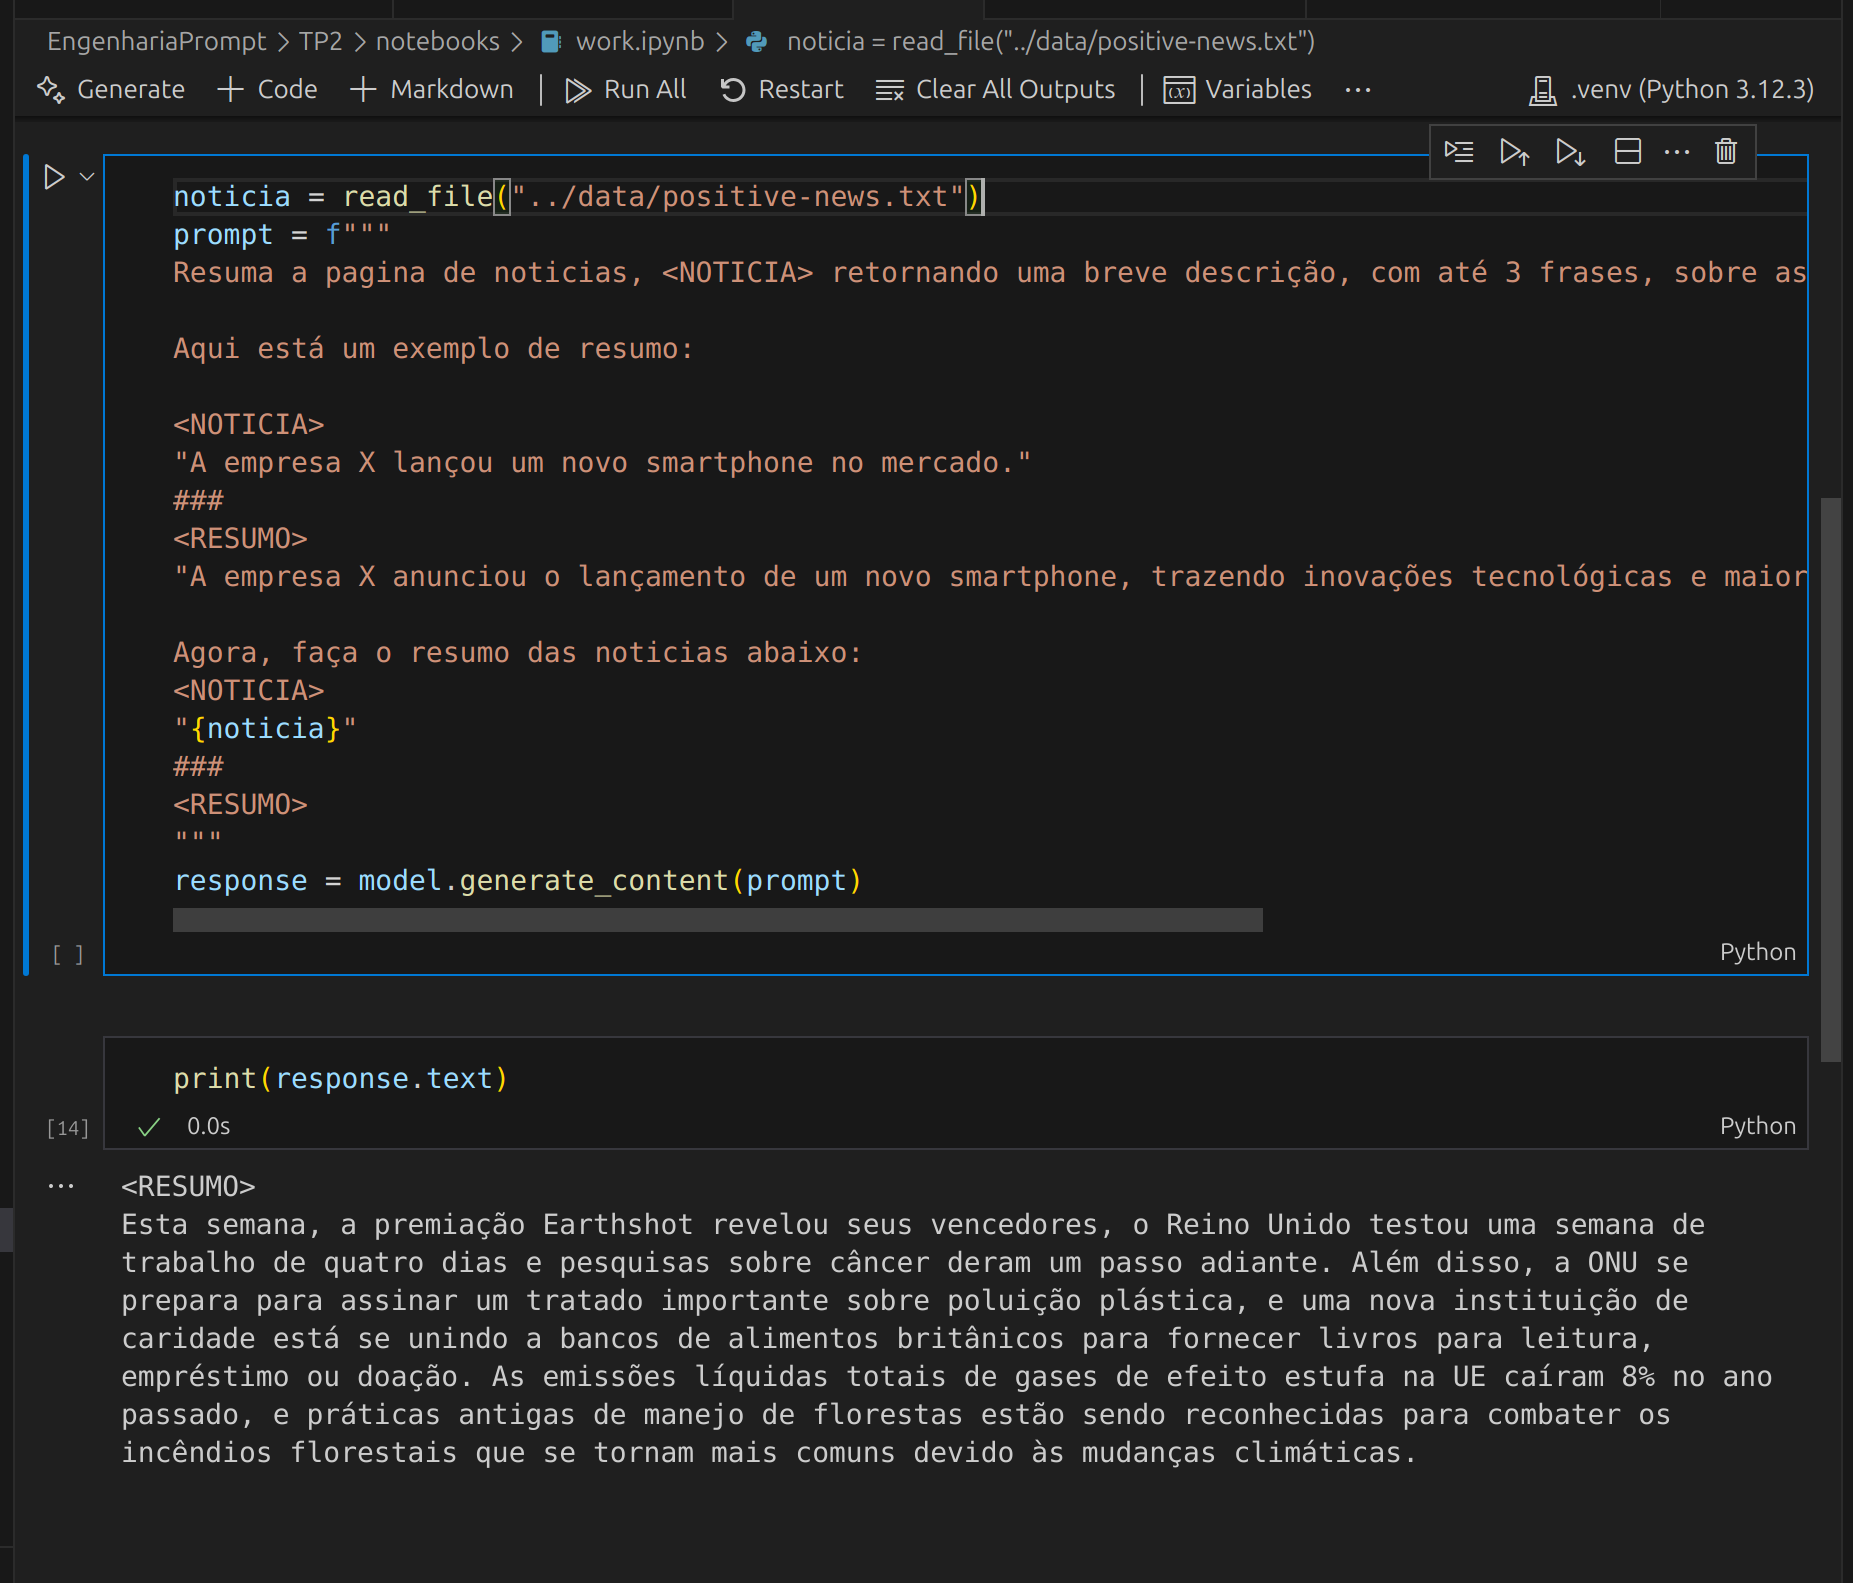 EngenhariaPrompt > TP2 > notebooks > work.ipynb > noticia = read_file("../data/positive-news.txt")
Generate + Code + Markdown | Run All Restart Clear All Outputs | Variables ... .venv (Python 3.12.3)
noticia = read_file("../data/positive-news.txt")
prompt = f"""
Resuma a pagina de noticias, <NOTICIA> retornando uma breve descrição, com até 3 frases, sobre as
Aqui está um exemplo de resumo:
<NOTICIA>
"A empresa X lançou um novo smartphone no mercado."
###
<RESUMO>
"A empresa X anunciou o lançamento de um novo smartphone, trazendo inovações tecnológicas e maior
Agora, faça o resumo das noticias abaixo:
<NOTICIA>
"{noticia}"
###
<RESUMO>
"""
response = model.generate_content(prompt)
[ ] Python
print(response.text)
[14] 0.0s Python
... <RESUMO>
Esta semana, a premiação Earthshot revelou seus vencedores, o Reino Unido testou uma semana de
trabalho de quatro dias e pesquisas sobre câncer deram um passo adiante. Além disso, a ONU se
prepara para assinar um tratado importante sobre poluição plástica, e uma nova instituição de
caridade está se unindo a bancos de alimentos britânicos para fornecer livros para leitura,
empréstimo ou doação. As emissões líquidas totais de gases de efeito estufa na UE caíram 8% no ano
passado, e práticas antigas de manejo de florestas estão sendo reconhecidas para combater os
incêndios florestais que se tornam mais comuns devido às mudanças climáticas.